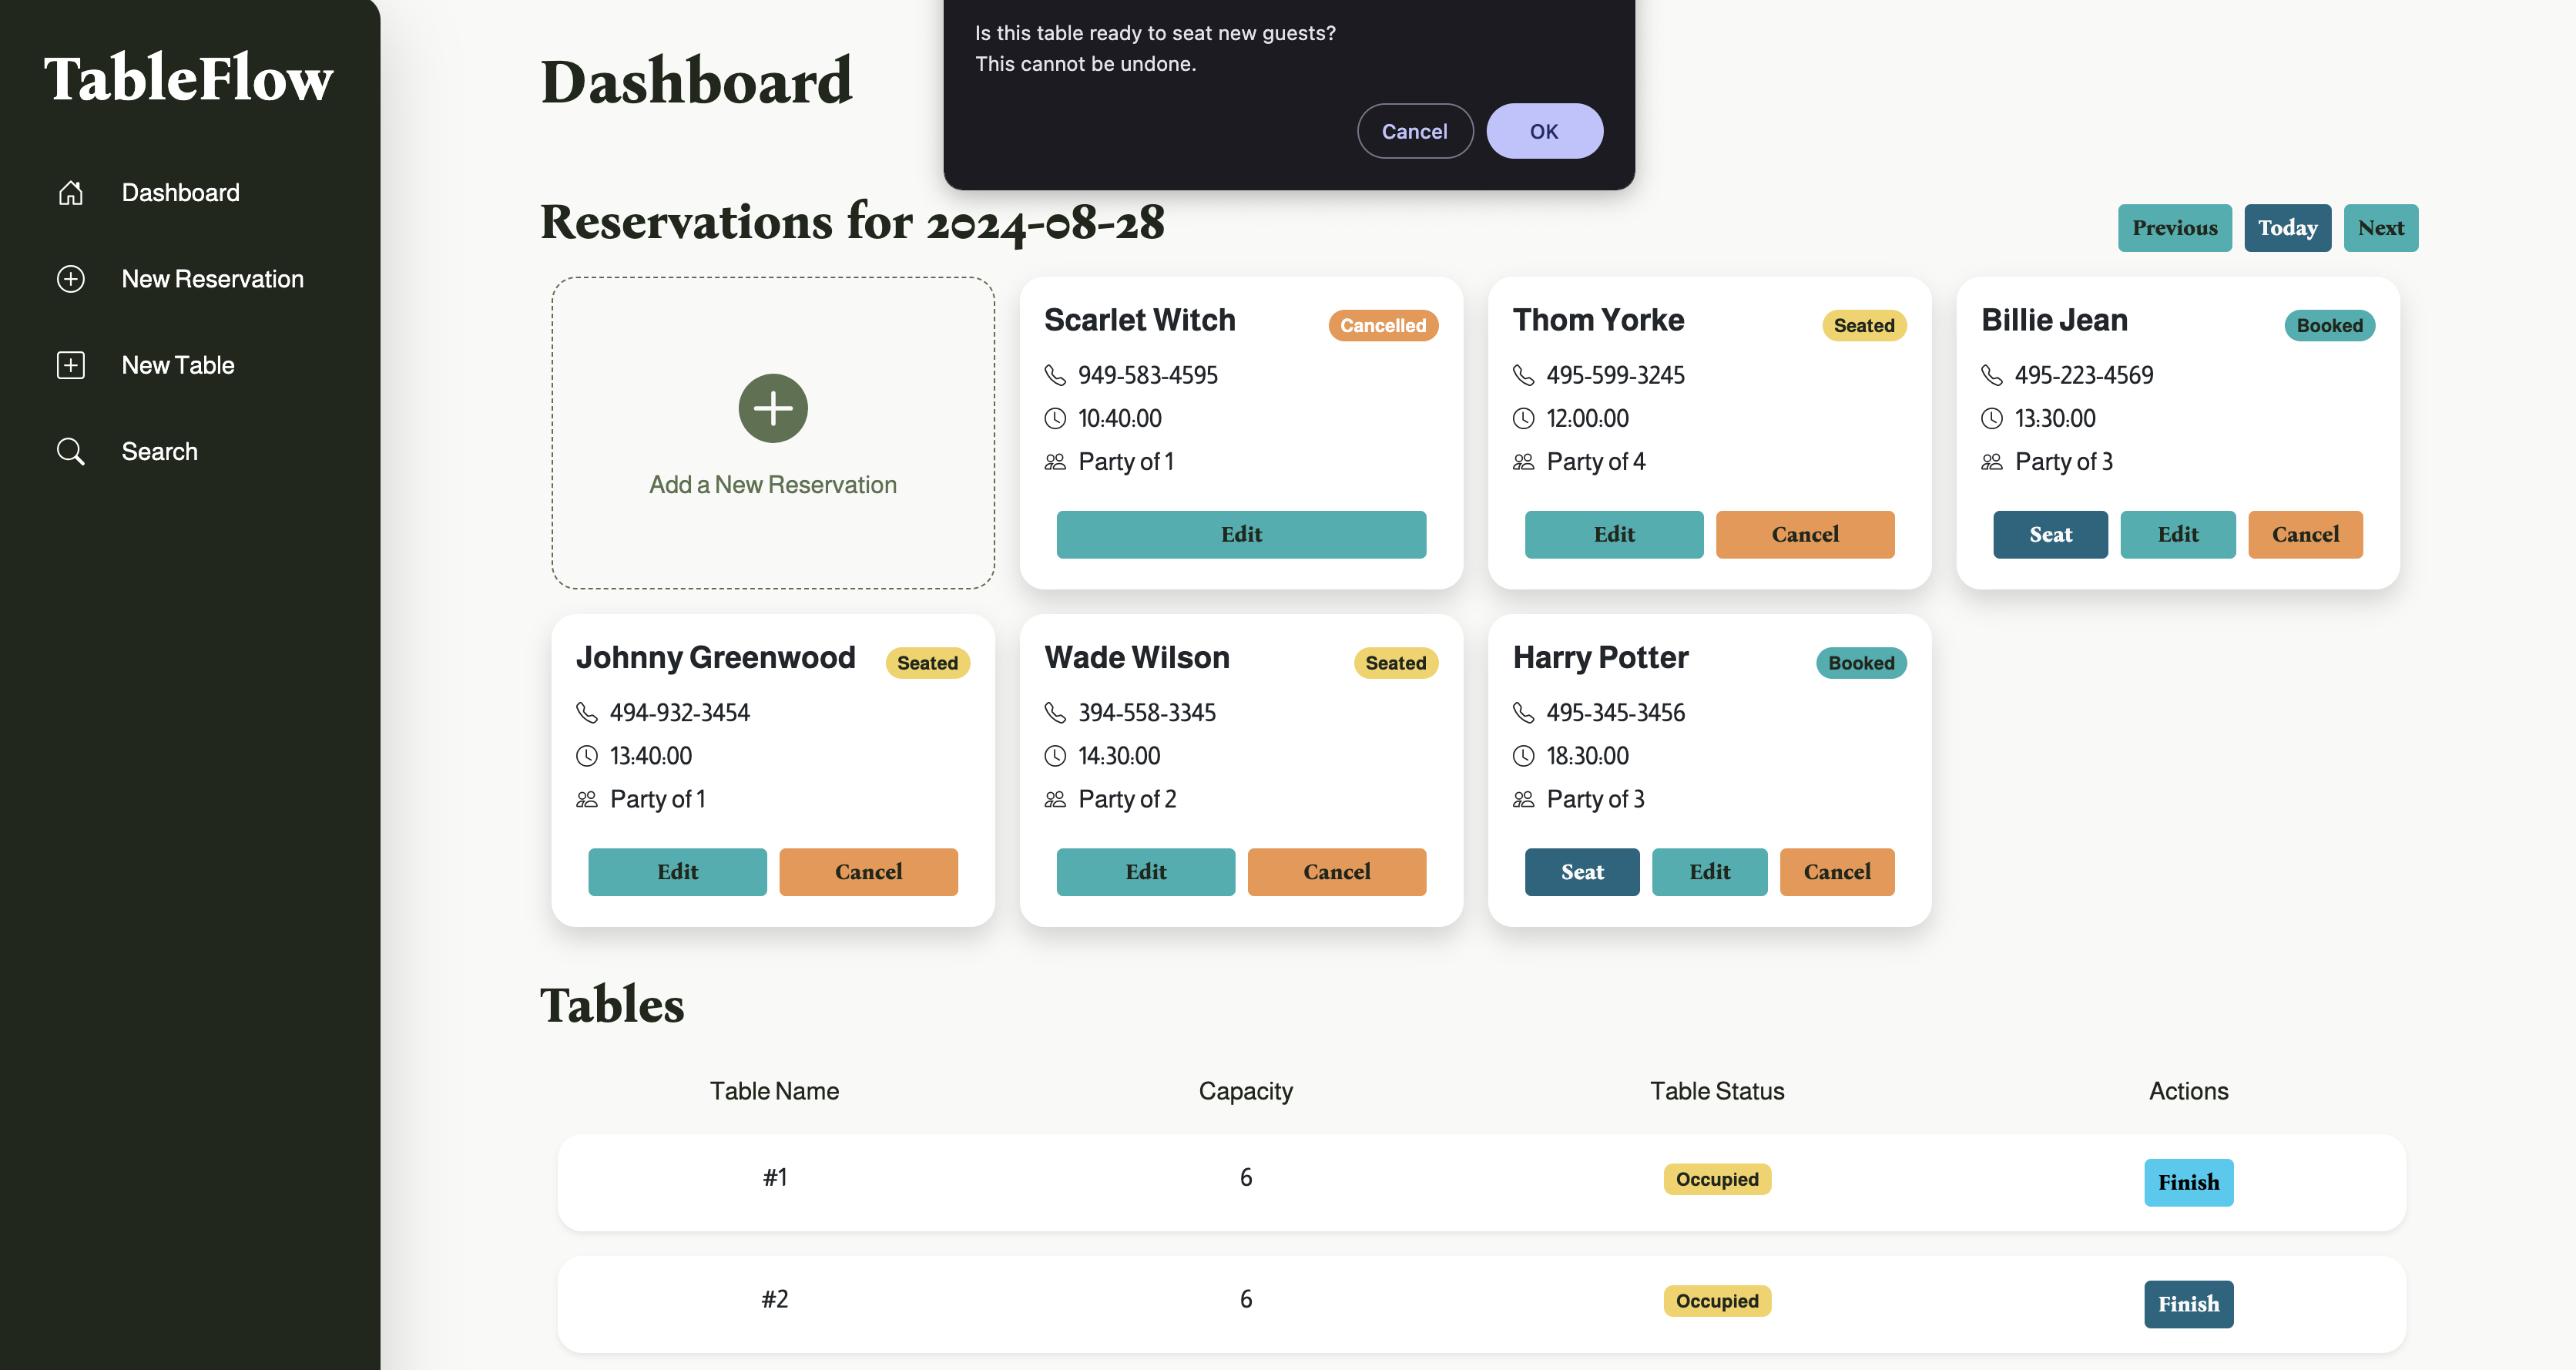 TableFlow
Dashboard
New Reservation
New Table
Search
Is this table ready to seat new guests?
This cannot be undone.
Cancel
OK
Dashboard
Reservations for 2024-08-28
Previous
Today
Next
Add a New Reservation
Scarlet Witch
Cancelled
949-583-4595
10:40:00
Party of 1
Edit
Thom Yorke
Seated
495-599-3245
12:00:00
Party of 4
Edit
Cancel
Billie Jean
Booked
495-223-4569
13:30:00
Party of 3
Seat
Edit
Cancel
Johnny Greenwood
Seated
494-932-3454
13:40:00
Party of 1
Edit
Cancel
Wade Wilson
Seated
394-558-3345
14:30:00
Party of 2
Edit
Cancel
Harry Potter
Booked
495-345-3456
18:30:00
Party of 3
Seat
Edit
Cancel
Tables
Table Name Capacity Table Status Actions
#1 6 Occupied Finish
#2 6 Occupied Finish